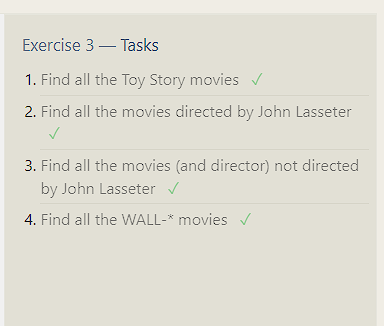 Exercise 3 — Tasks
1. Find all the Toy Story movies ✓
2. Find all the movies directed by John Lasseter
✓
3. Find all the movies (and director) not directed
by John Lasseter ✓
4. Find all the WALL-* movies ✓